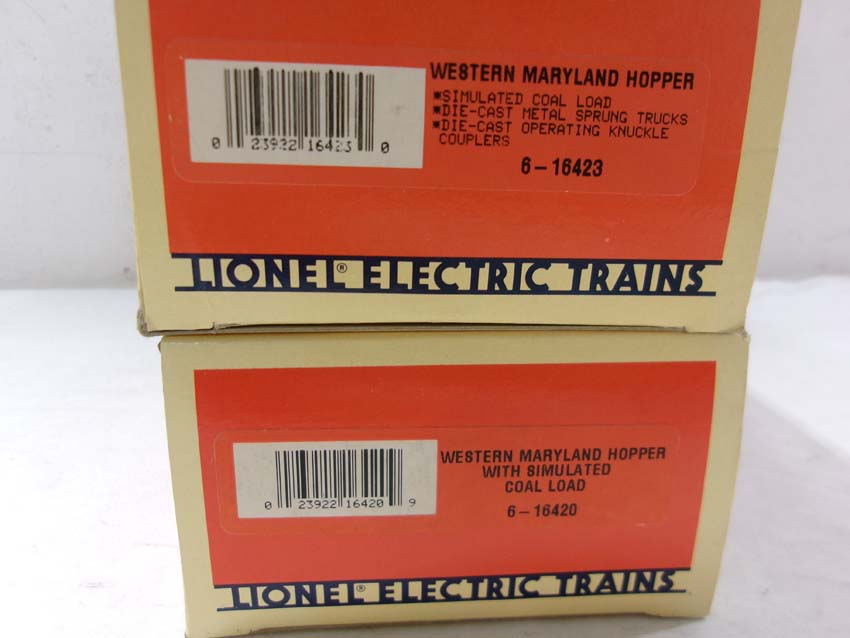 WESTERN MARYLAND HOPPER
*SIMULATED COAL LOAD
*DIE-CAST METAL SPRUNG TRUCKS
*DIE-CAST OPERATING KNUCKLE
COUPLERS
6-16423
0 23922 16423 0
LIONEL® ELECTRIC TRAINS
WESTERN MARYLAND HOPPER
WITH SIMULATED
COAL LOAD
6-16420
0 23922 16420 9
LIONEL® ELECTRIC TRAINS